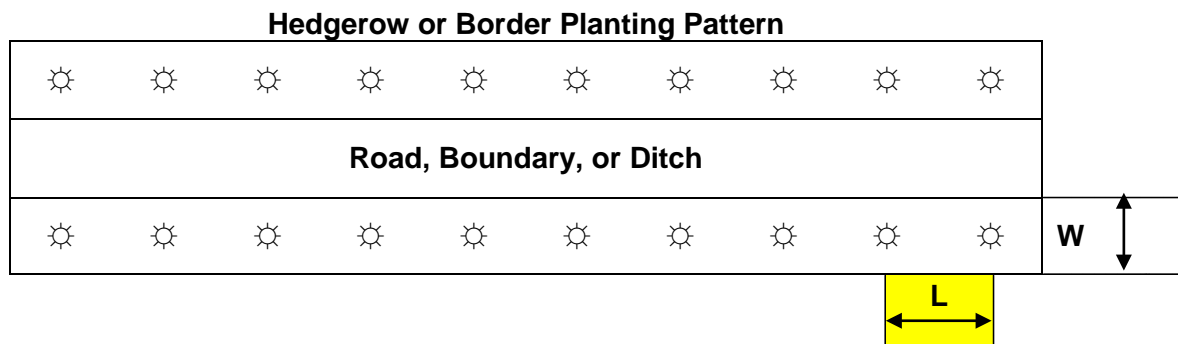 Hedgerow or Border Planting Pattern
Road, Boundary, or Ditch
W
L